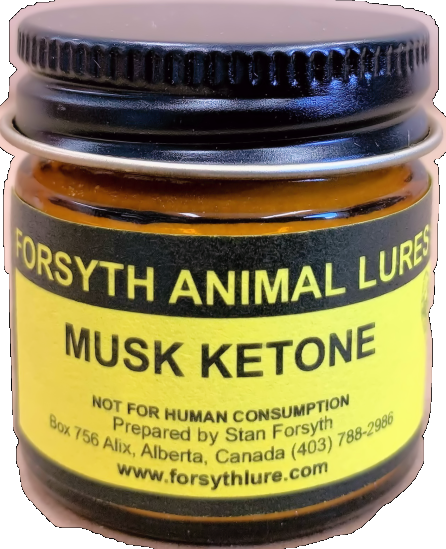 FORSYTH ANIMAL LURES
MUSK KETONE
NOT FOR HUMAN CONSUMPTION
Prepared by Stan Forsyth
Box 756 Alix, Alberta, Canada (403) 788-2986
www.forsythlure.com